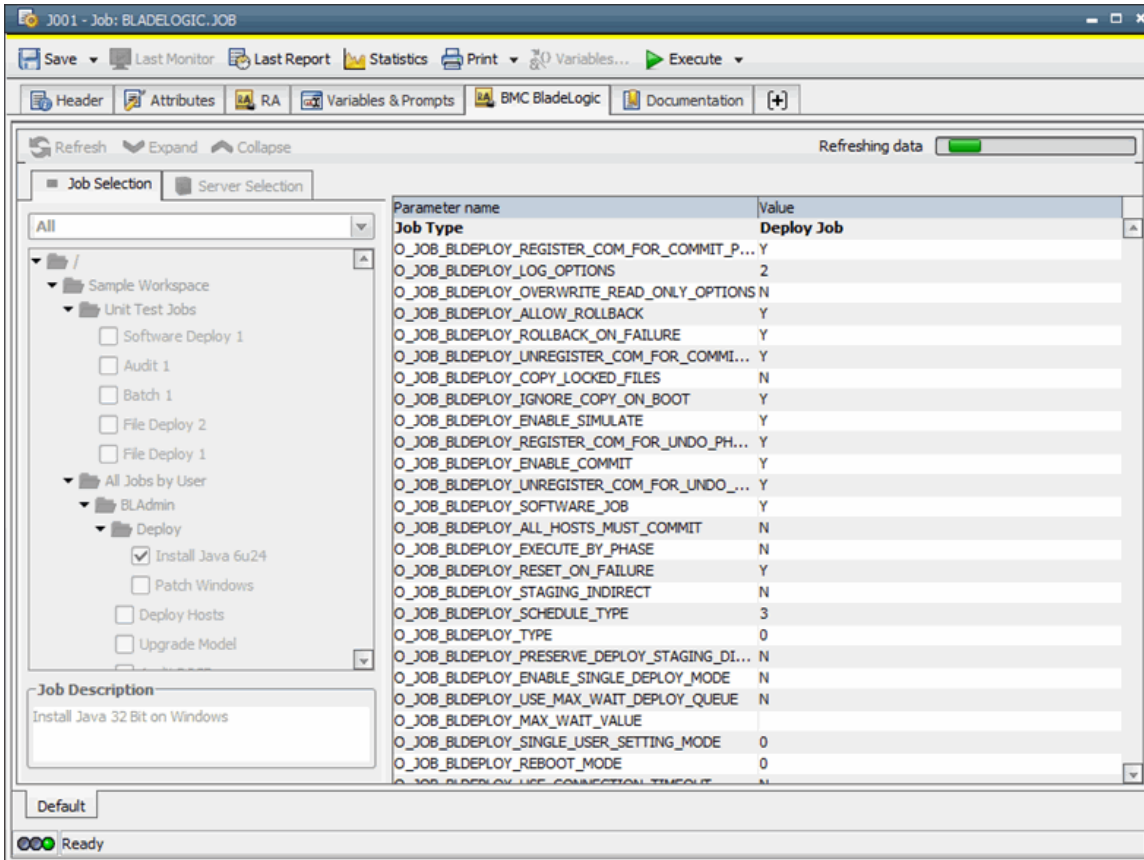 J001 - Job: BLADELOGIC.JOB
Save Last Monitor Last Report Statistics Print Variables... Execute
Header Attributes RA Variables & Prompts BMC BladeLogic Documentation [+]
Refresh Expand Collapse Refreshing data
Job Selection Server Selection
All
/
Sample Workspace
Unit Test Jobs
Software Deploy 1
Audit 1
Batch 1
File Deploy 2
File Deploy 1
All Jobs by User
BLAdmin
Deploy
Install Java 6u24
Patch Windows
Deploy Hosts
Upgrade Model
Job Description
Install Java 32 Bit on Windows
Parameter name Value
Job Type Deploy Job
O_JOB_BLDEPLOY_REGISTER_COM_FOR_COMMIT_P... Y
O_JOB_BLDEPLOY_LOG_OPTIONS 2
O_JOB_BLDEPLOY_OVERWRITE_READ_ONLY_OPTIONS N
O_JOB_BLDEPLOY_ALLOW_ROLLBACK Y
O_JOB_BLDEPLOY_ROLLBACK_ON_FAILURE Y
O_JOB_BLDEPLOY_UNREGISTER_COM_FOR_COMMI... Y
O_JOB_BLDEPLOY_COPY_LOCKED_FILES N
O_JOB_BLDEPLOY_IGNORE_COPY_ON_BOOT Y
O_JOB_BLDEPLOY_ENABLE_SIMULATE Y
O_JOB_BLDEPLOY_REGISTER_COM_FOR_UNDO_PH... Y
O_JOB_BLDEPLOY_ENABLE_COMMIT Y
O_JOB_BLDEPLOY_UNREGISTER_COM_FOR_UNDO_... Y
O_JOB_BLDEPLOY_SOFTWARE_JOB Y
O_JOB_BLDEPLOY_ALL_HOSTS_MUST_COMMIT N
O_JOB_BLDEPLOY_EXECUTE_BY_PHASE N
O_JOB_BLDEPLOY_RESET_ON_FAILURE Y
O_JOB_BLDEPLOY_STAGING_INDIRECT N
O_JOB_BLDEPLOY_SCHEDULE_TYPE 3
O_JOB_BLDEPLOY_TYPE 0
O_JOB_BLDEPLOY_PRESERVE_DEPLOY_STAGING_DI... N
O_JOB_BLDEPLOY_ENABLE_SINGLE_DEPLOY_MODE N
O_JOB_BLDEPLOY_USE_MAX_WAIT_DEPLOY_QUEUE N
O_JOB_BLDEPLOY_MAX_WAIT_VALUE
O_JOB_BLDEPLOY_SINGLE_USER_SETTING_MODE 0
O_JOB_BLDEPLOY_REBOOT_MODE 0
O_JOB_BLDEPLOY_USE_CONNECTION_TIMEOUT N
Default
Ready